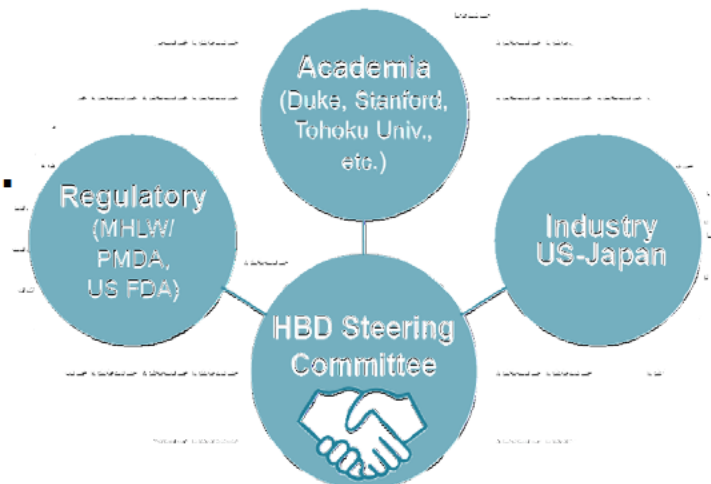 Academia
(Duke, Stanford,
Tohoku Univ.,
etc.)
Regulatory
(MHLW/
PMDA,
US FDA)
Industry
US-Japan
HBD Steering
Committee